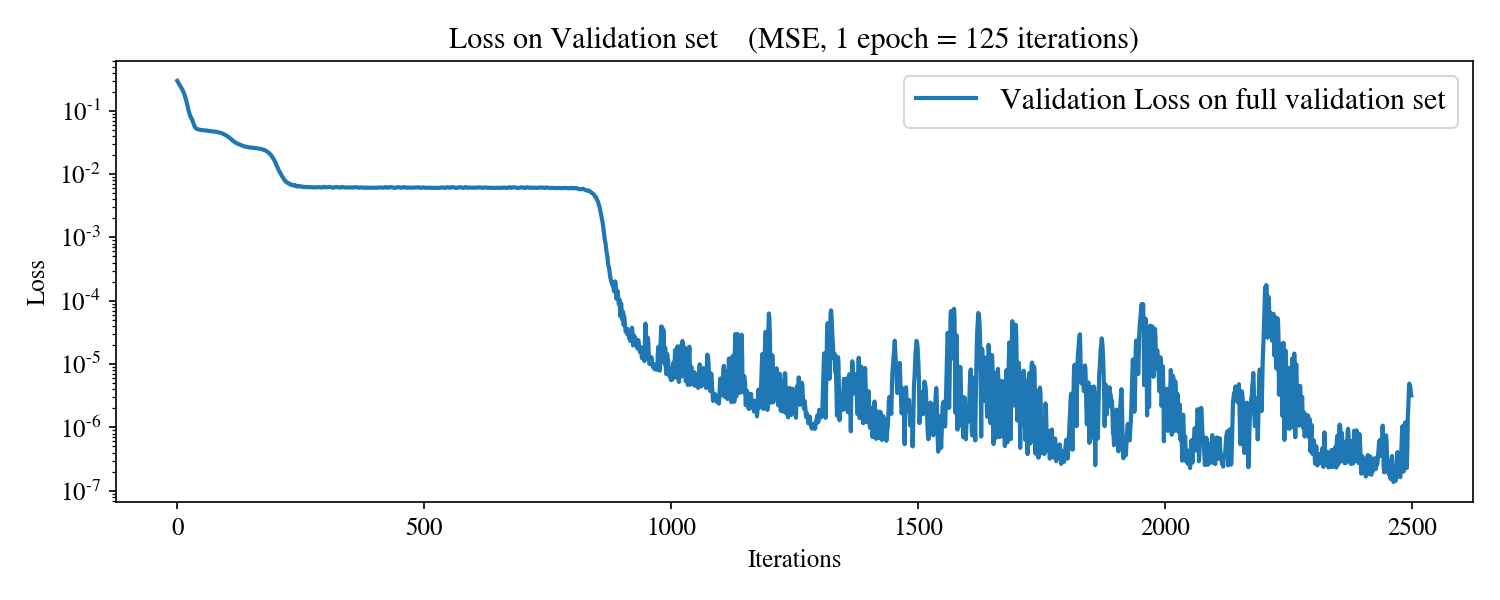 Loss on Validation set (MSE, 1 epoch = 125 iterations)
Validation Loss on full validation set
Loss
10⁻¹
10⁻²
10⁻³
10⁻⁴
10⁻⁵
10⁻⁶
10⁻⁷
0 500 1000 1500 2000 2500
Iterations